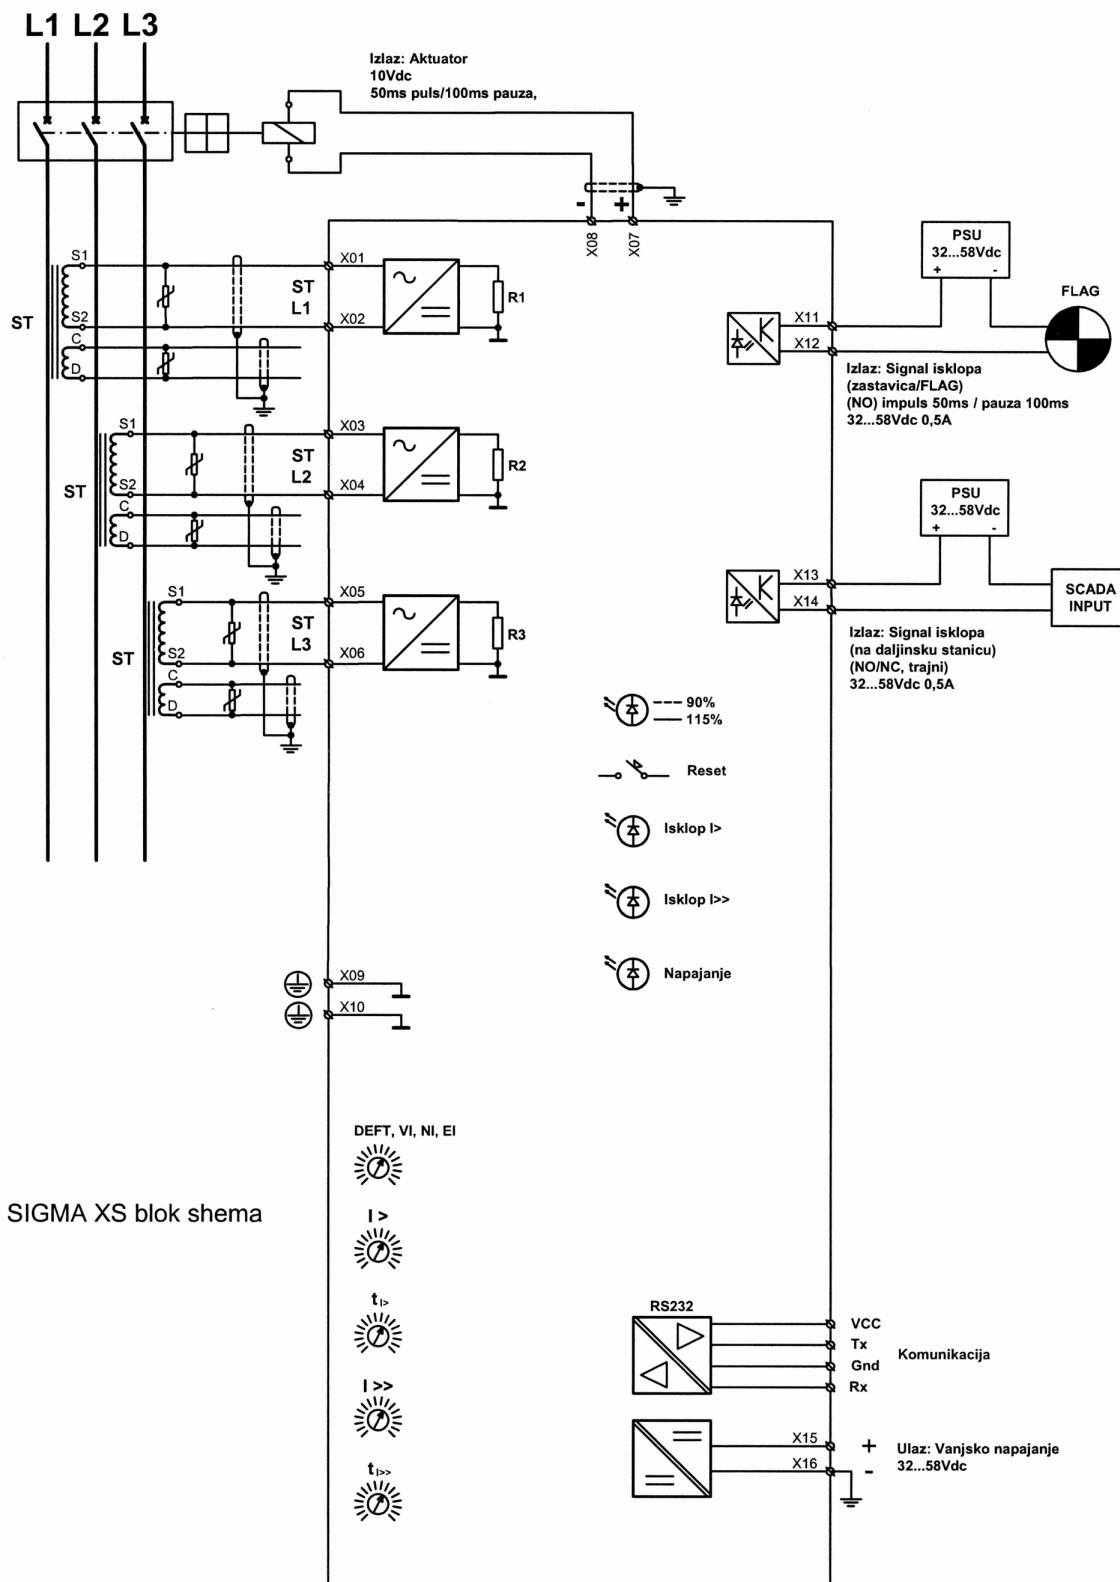 L1 L2 L3
Izlaz: Aktuator
10Vdc
50ms puls/100ms pauza,
- +
X08 X07
S1
S2
C
D
ST
X01
X02
ST
L1
R1
S1
S2
C
D
ST
X03
X04
ST
L2
R2
S1
S2
C
D
ST
X05
X06
ST
L3
R3
PSU
32...58Vdc
+ -
FLAG
X11
X12
Izlaz: Signal isklopa
(zastavica/FLAG)
(NO) impuls 50ms / pauza 100ms
32...58Vdc 0,5A
PSU
32...58Vdc
+ -
X13
X14
SCADA
INPUT
Izlaz: Signal isklopa
(na daljinsku stanicu)
(NO/NC, trajni)
32...58Vdc 0,5A
90%
115%
Reset
Isklop I>
Isklop I>>
Napajanje
X09
X10
DEFT, VI, NI, EI
I >
t I>
I >>
t I>>
SIGMA XS blok shema
RS232
VCC
Tx
Gnd
Rx
Komunikacija
X15
X16
+
-
Ulaz: Vanjsko napajanje
32...58Vdc